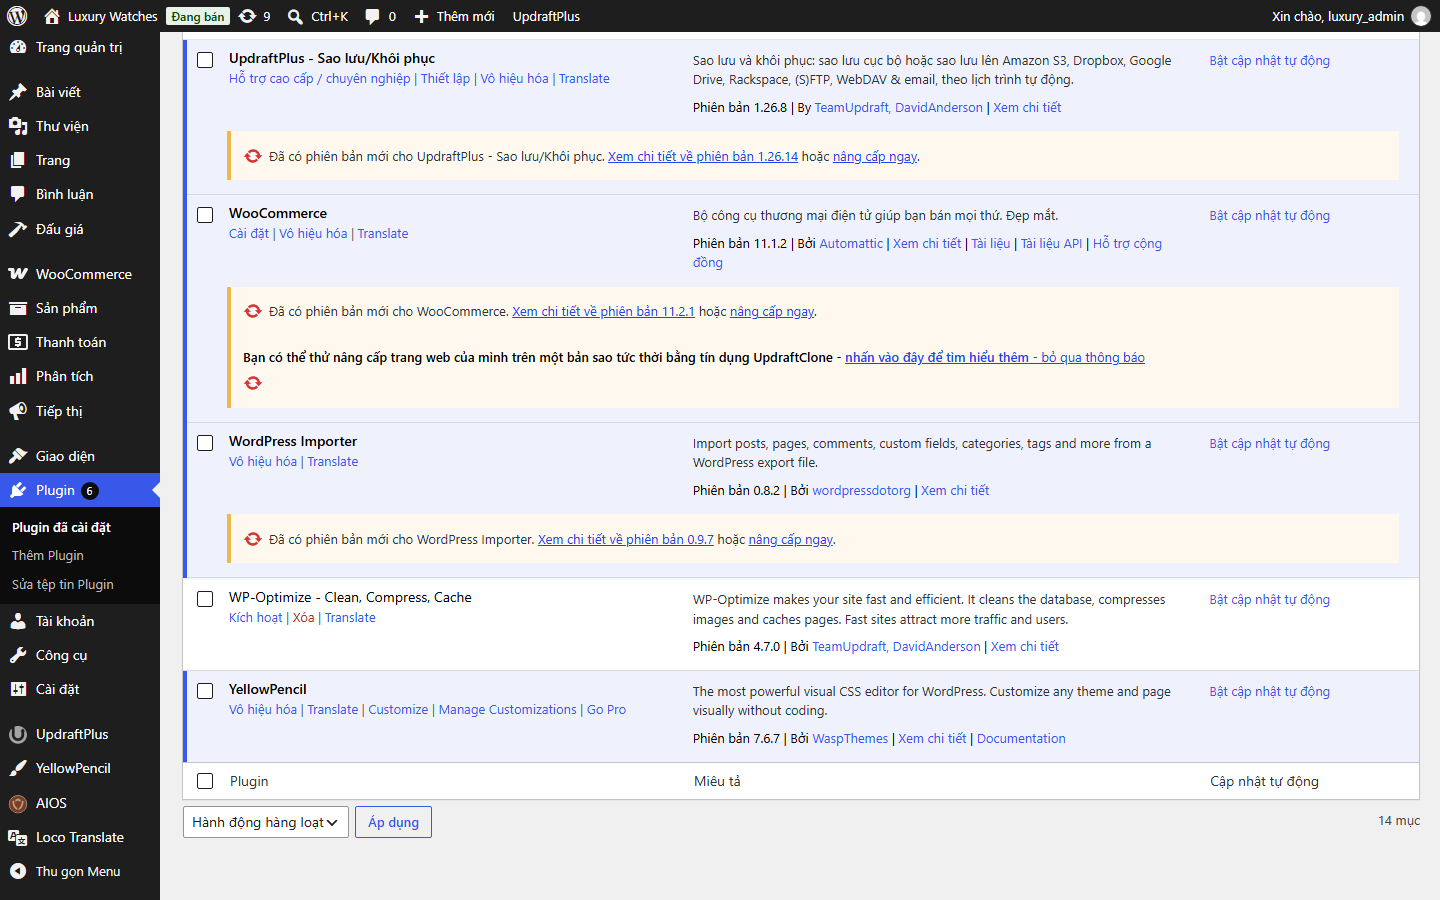 Luxury Watches Đang bán 9 Ctrl+K 0 Thêm mới UpdraftPlus Xin chào, luxury_admin
Trang quản trị
Bài viết
Thư viện
Trang
Bình luận
Đấu giá
WooCommerce
Sản phẩm
Thanh toán
Phân tích
Tiếp thị
Giao diện
Plugin 6
Plugin đã cài đặt
Thêm Plugin
Sửa tệp tin Plugin
Tài khoản
Công cụ
Cài đặt
UpdraftPlus
YellowPencil
AIOS
Loco Translate
Thu gọn Menu
UpdraftPlus - Sao lưu/Khôi phục
Hỗ trợ cao cấp / chuyên nghiệp | Thiết lập | Vô hiệu hóa | Translate
Sao lưu và khôi phục: sao lưu cục bộ hoặc sao lưu lên Amazon S3, Dropbox, Google
Drive, Rackspace, (S)FTP, WebDAV & email, theo lịch trình tự động.
Phiên bản 1.26.8 | By TeamUpdraft, DavidAnderson | Xem chi tiết
Bật cập nhật tự động
Đã có phiên bản mới cho UpdraftPlus - Sao lưu/Khôi phục. Xem chi tiết về phiên bản 1.26.14 hoặc nâng cấp ngay.
WooCommerce
Cài đặt | Vô hiệu hóa | Translate
Bộ công cụ thương mại điện tử giúp bạn bán mọi thứ. Đẹp mắt.
Phiên bản 11.1.2 | Bởi Automattic | Xem chi tiết | Tài liệu | Tài liệu API | Hỗ trợ cộng
đồng
Bật cập nhật tự động
Đã có phiên bản mới cho WooCommerce. Xem chi tiết về phiên bản 11.2.1 hoặc nâng cấp ngay.
Bạn có thể thử nâng cấp trang web của mình trên một bản sao tức thời bằng tín dụng UpdraftClone - nhấn vào đây để tìm hiểu thêm - bỏ qua thông báo
WordPress Importer
Vô hiệu hóa | Translate
Import posts, pages, comments, custom fields, categories, tags and more from a
WordPress export file.
Phiên bản 0.8.2 | Bởi wordpressdotorg | Xem chi tiết
Bật cập nhật tự động
Đã có phiên bản mới cho WordPress Importer. Xem chi tiết về phiên bản 0.9.7 hoặc nâng cấp ngay.
WP-Optimize - Clean, Compress, Cache
Kích hoạt | Xóa | Translate
WP-Optimize makes your site fast and efficient. It cleans the database, compresses
images and caches pages. Fast sites attract more traffic and users.
Phiên bản 4.7.0 | Bởi TeamUpdraft, DavidAnderson | Xem chi tiết
Bật cập nhật tự động
YellowPencil
Vô hiệu hóa | Translate | Customize | Manage Customizations | Go Pro
The most powerful visual CSS editor for WordPress. Customize any theme and page
visually without coding.
Phiên bản 7.6.7 | Bởi WaspThemes | Xem chi tiết | Documentation
Bật cập nhật tự động
Plugin Miêu tả Cập nhật tự động
Hành động hàng loạt Áp dụng 14 mục